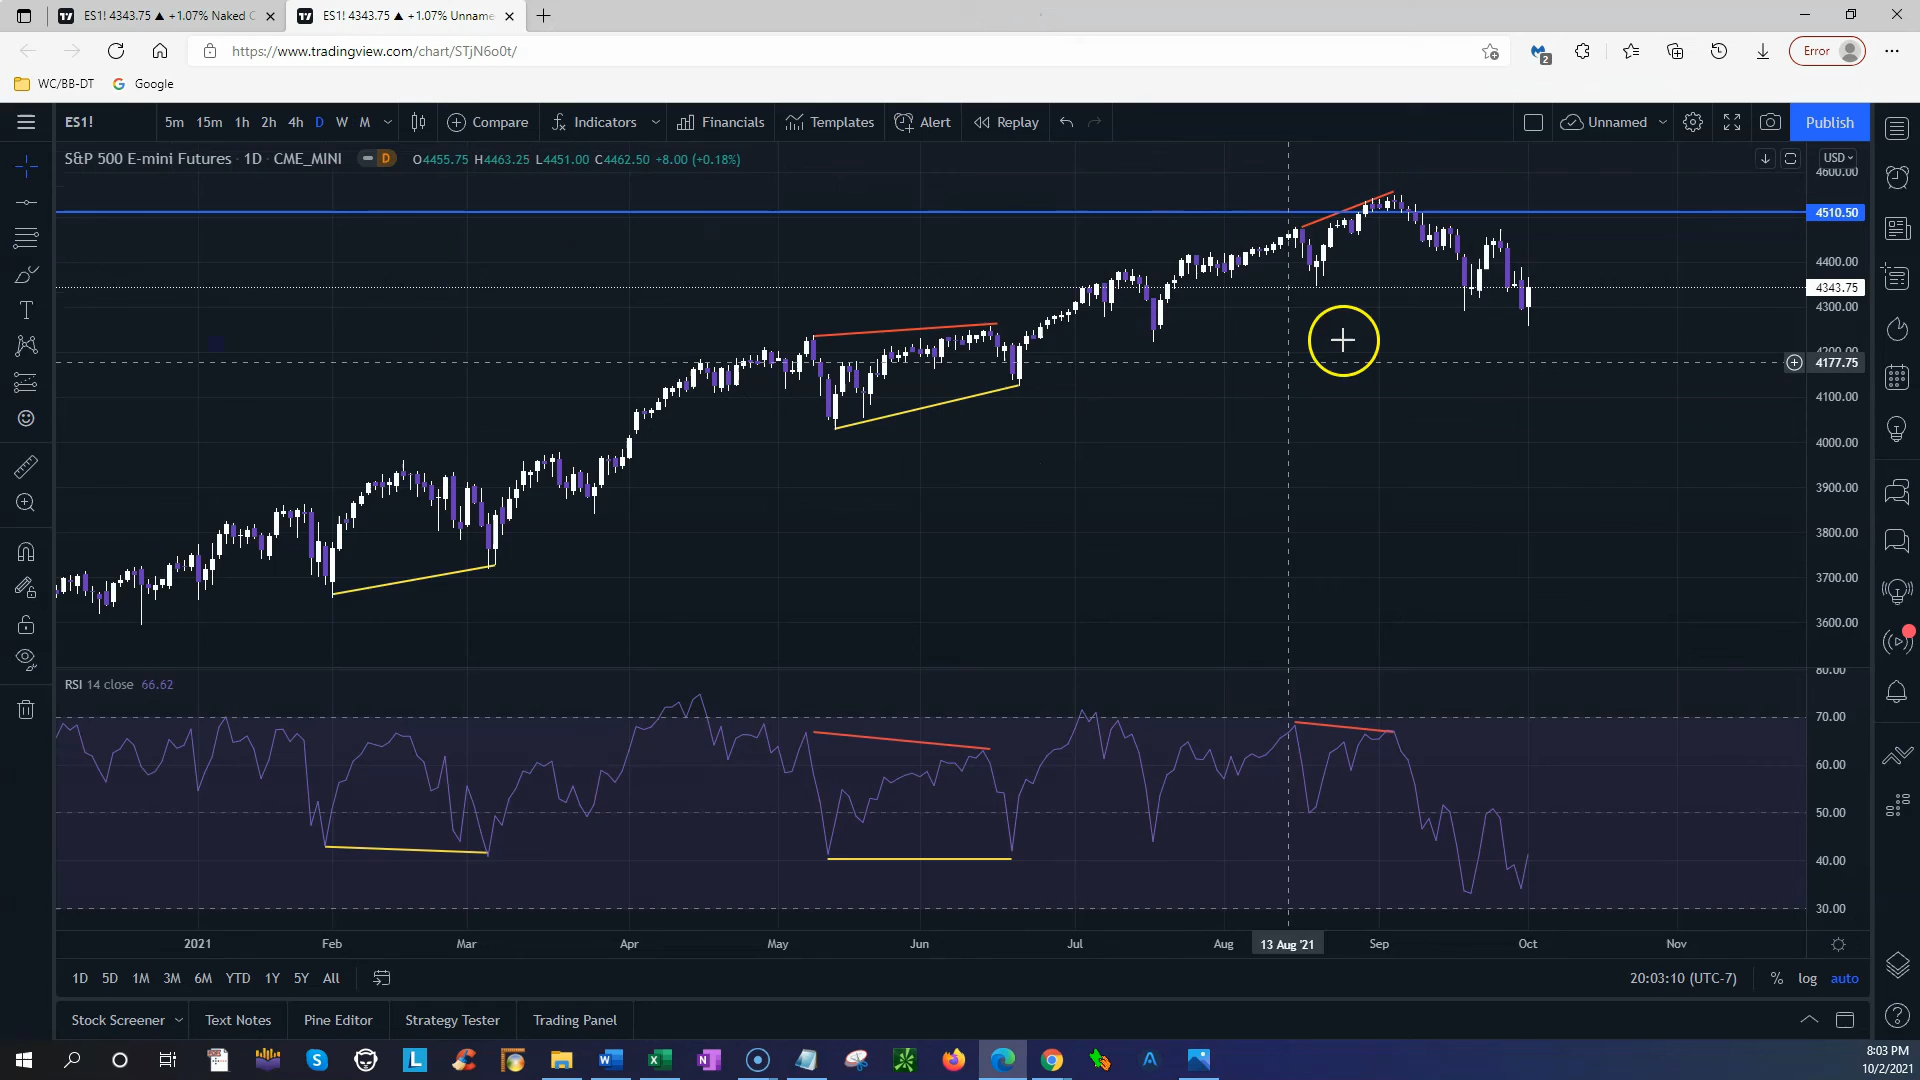 ES1! 4343.75 ▲ +1.07% Naked C
ES1! 4343.75 ▲ +1.07% Unname
https://www.tradingview.com/chart/STjN6o0t/
2
Error
WC/BB-DT
Google
ES1!
5m 15m 1h 2h 4h D W M
Compare
Indicators
Financials
Templates
Alert
Replay
Unnamed
Publish
S&P 500 E-mini Futures · 1D · CME_MINI
D
O4455.75 H4463.25 L4451.00 C4462.50 +8.00 (+0.18%)
USD
4600.00
4510.50
4400.00
4343.75
4300.00
4200.00
4177.75
4100.00
4000.00
3900.00
3800.00
3700.00
3600.00
RSI 14 close 66.62
80.00
70.00
60.00
50.00
40.00
30.00
2021 Feb Mar Apr May Jun Jul Aug 13 Aug '21 Sep Oct Nov
1D 5D 1M 3M 6M YTD 1Y 5Y All
20:03:10 (UTC-7)
% log auto
Stock Screener
Text Notes
Pine Editor
Strategy Tester
Trading Panel
8:03 PM
10/2/2021